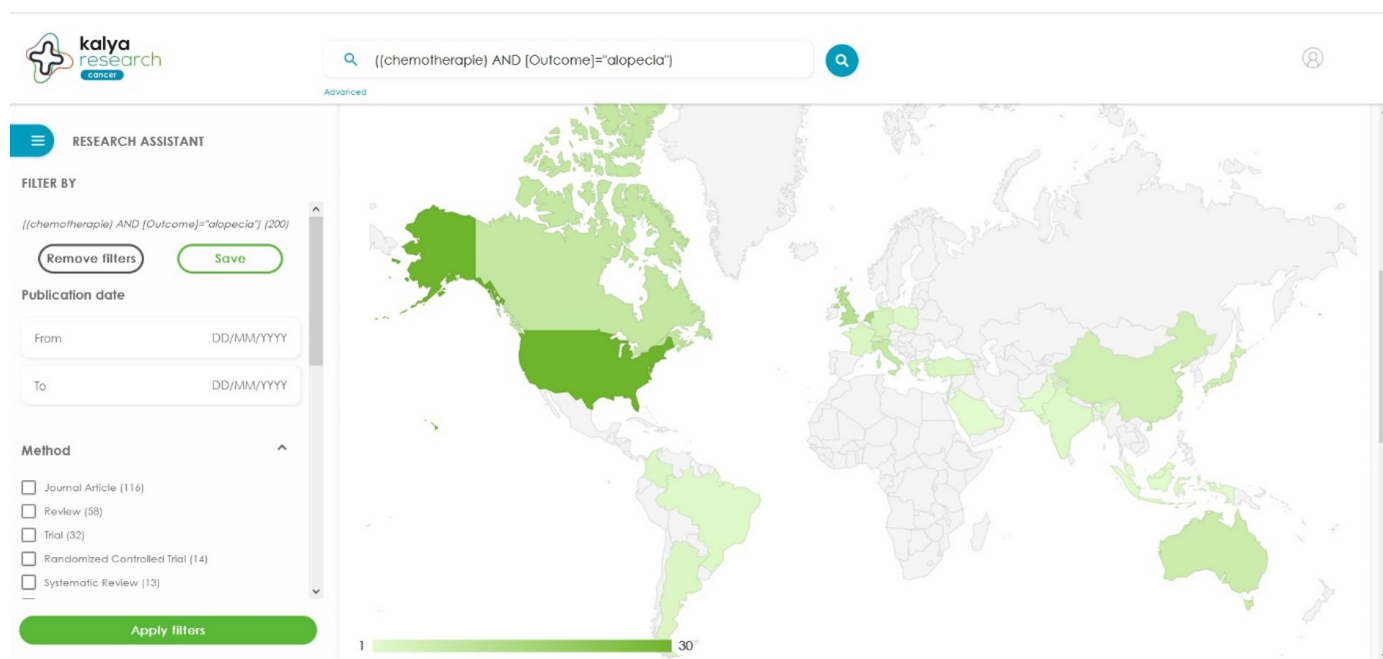 kalya
research
cancer
((chemotherapie) AND [Outcome]="alopecia")
Advanced
RESEARCH ASSISTANT
FILTER BY
((chemotherapie) AND [Outcome]="alopecia") (200)
Remove filters
Save
Publication date
From DD/MM/YYYY
To DD/MM/YYYY
Method
Journal Article (116)
Review (58)
Trial (32)
Randomized Controlled Trial (14)
Systematic Review (13)
Apply filters
1 30